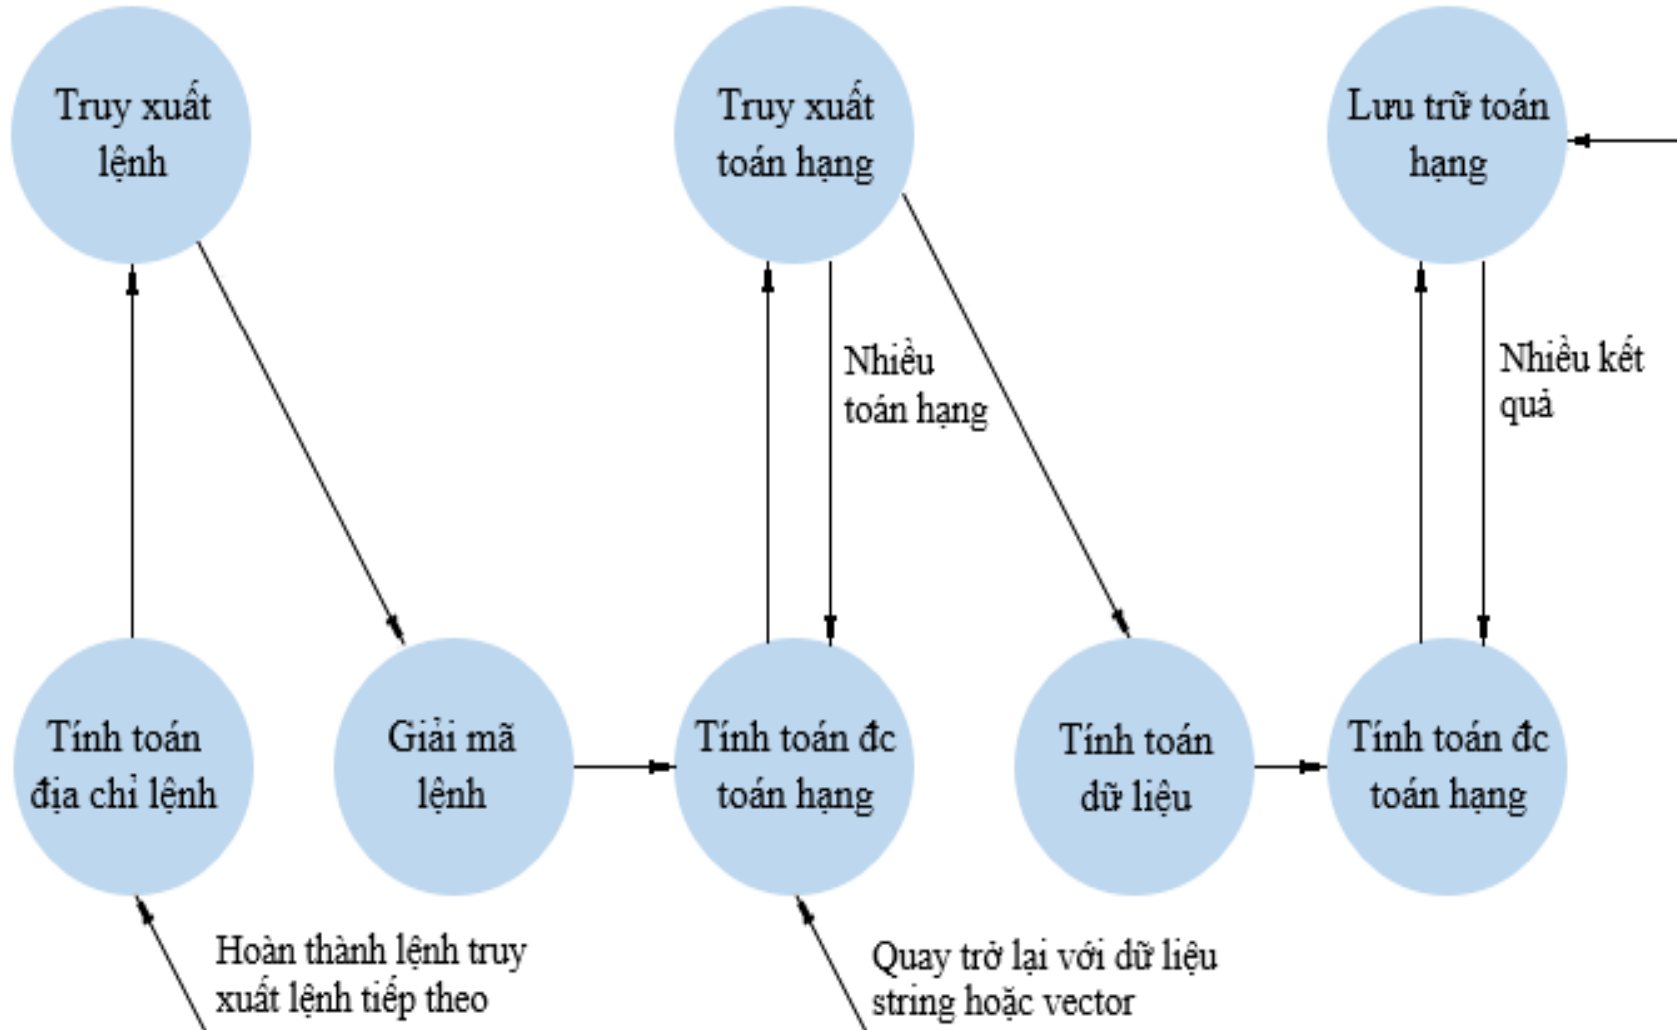 Truy xuất
lệnh
Truy xuất
toán hạng
Lưu trữ toán
hạng
Nhiều
toán hạng
Nhiều kết
quả
Tính toán
địa chỉ lệnh
Giải mã
lệnh
Tính toán đc
toán hạng
Tính toán
dữ liệu
Tính toán đc
toán hạng
Hoàn thành lệnh truy
xuất lệnh tiếp theo
Quay trở lại với dữ liệu
string hoặc vector